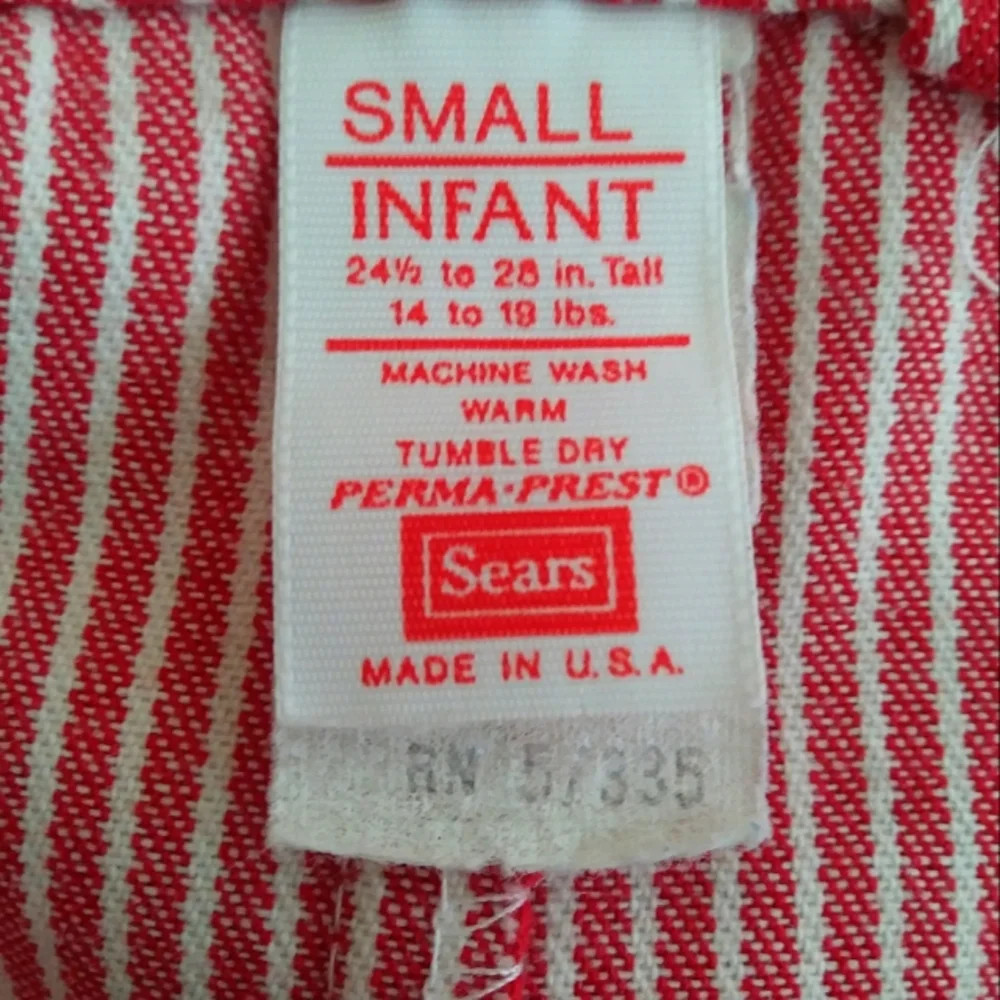 SMALL
INFANT
24½ to 28 in. Tall
14 to 19 lbs.
MACHINE WASH
WARM
TUMBLE DRY
PERMA·PREST®
Sears
MADE IN U.S.A.
RN 57335